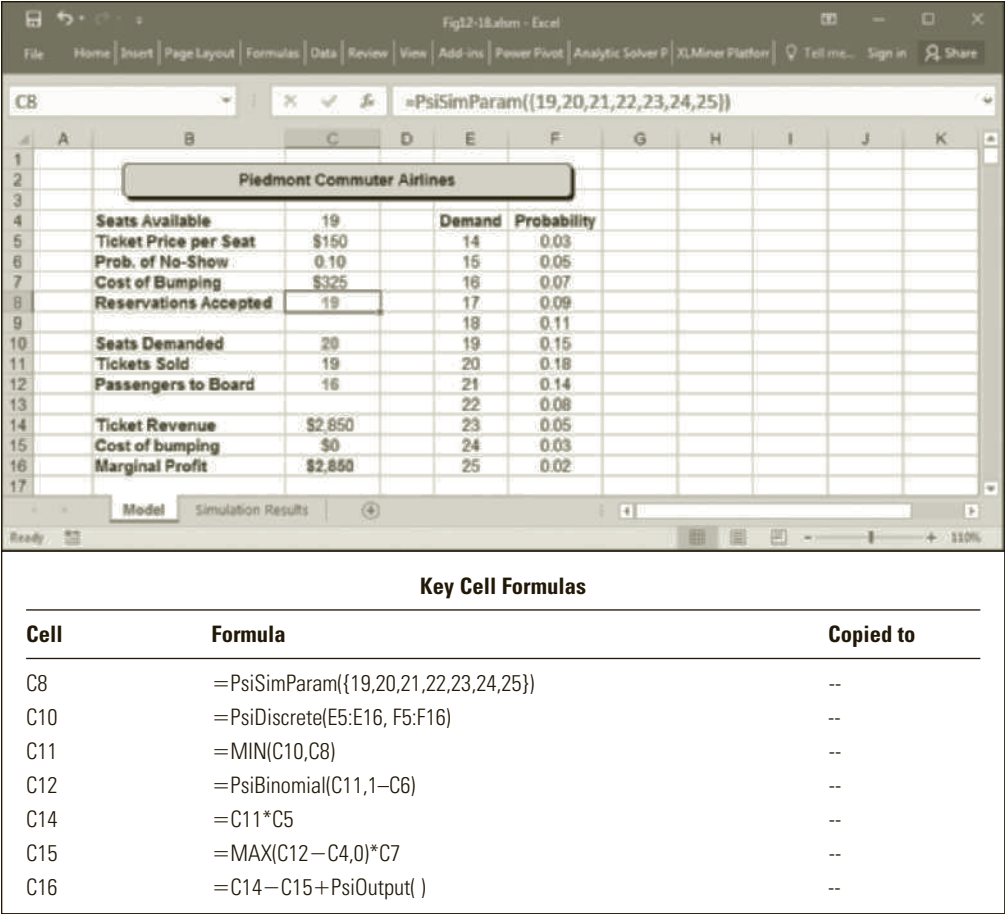 Fig12-18.xlsm - Excel
File Home Insert Page Layout Formulas Data Review View Add-ins Power Pivot Analytic Solver P XLMiner Platforr Tell me... Sign in Share
C8 fx =PsiSimParam({19,20,21,22,23,24,25})
A B C D E F G H I J K
1
2 Piedmont Commuter Airlines
3
4 Seats Available 19 Demand Probability
5 Ticket Price per Seat $150 14 0.03
6 Prob. of No-Show 0.10 15 0.05
7 Cost of Bumping $325 16 0.07
8 Reservations Accepted 19 17 0.09
9 18 0.11
10 Seats Demanded 20 19 0.15
11 Tickets Sold 19 20 0.18
12 Passengers to Board 16 21 0.14
13 22 0.08
14 Ticket Revenue $2,850 23 0.05
15 Cost of bumping $0 24 0.03
16 Marginal Profit $2,850 25 0.02
17
Model Simulation Results
Ready 110%
Key Cell Formulas
Cell Formula Copied to
C8 =PsiSimParam({19,20,21,22,23,24,25}) --
C10 =PsiDiscrete(E5:E16, F5:F16) --
C11 =MIN(C10,C8) --
C12 =PsiBinomial(C11,1–C6) --
C14 =C11*C5 --
C15 =MAX(C12−C4,0)*C7 --
C16 =C14−C15+PsiOutput( ) --